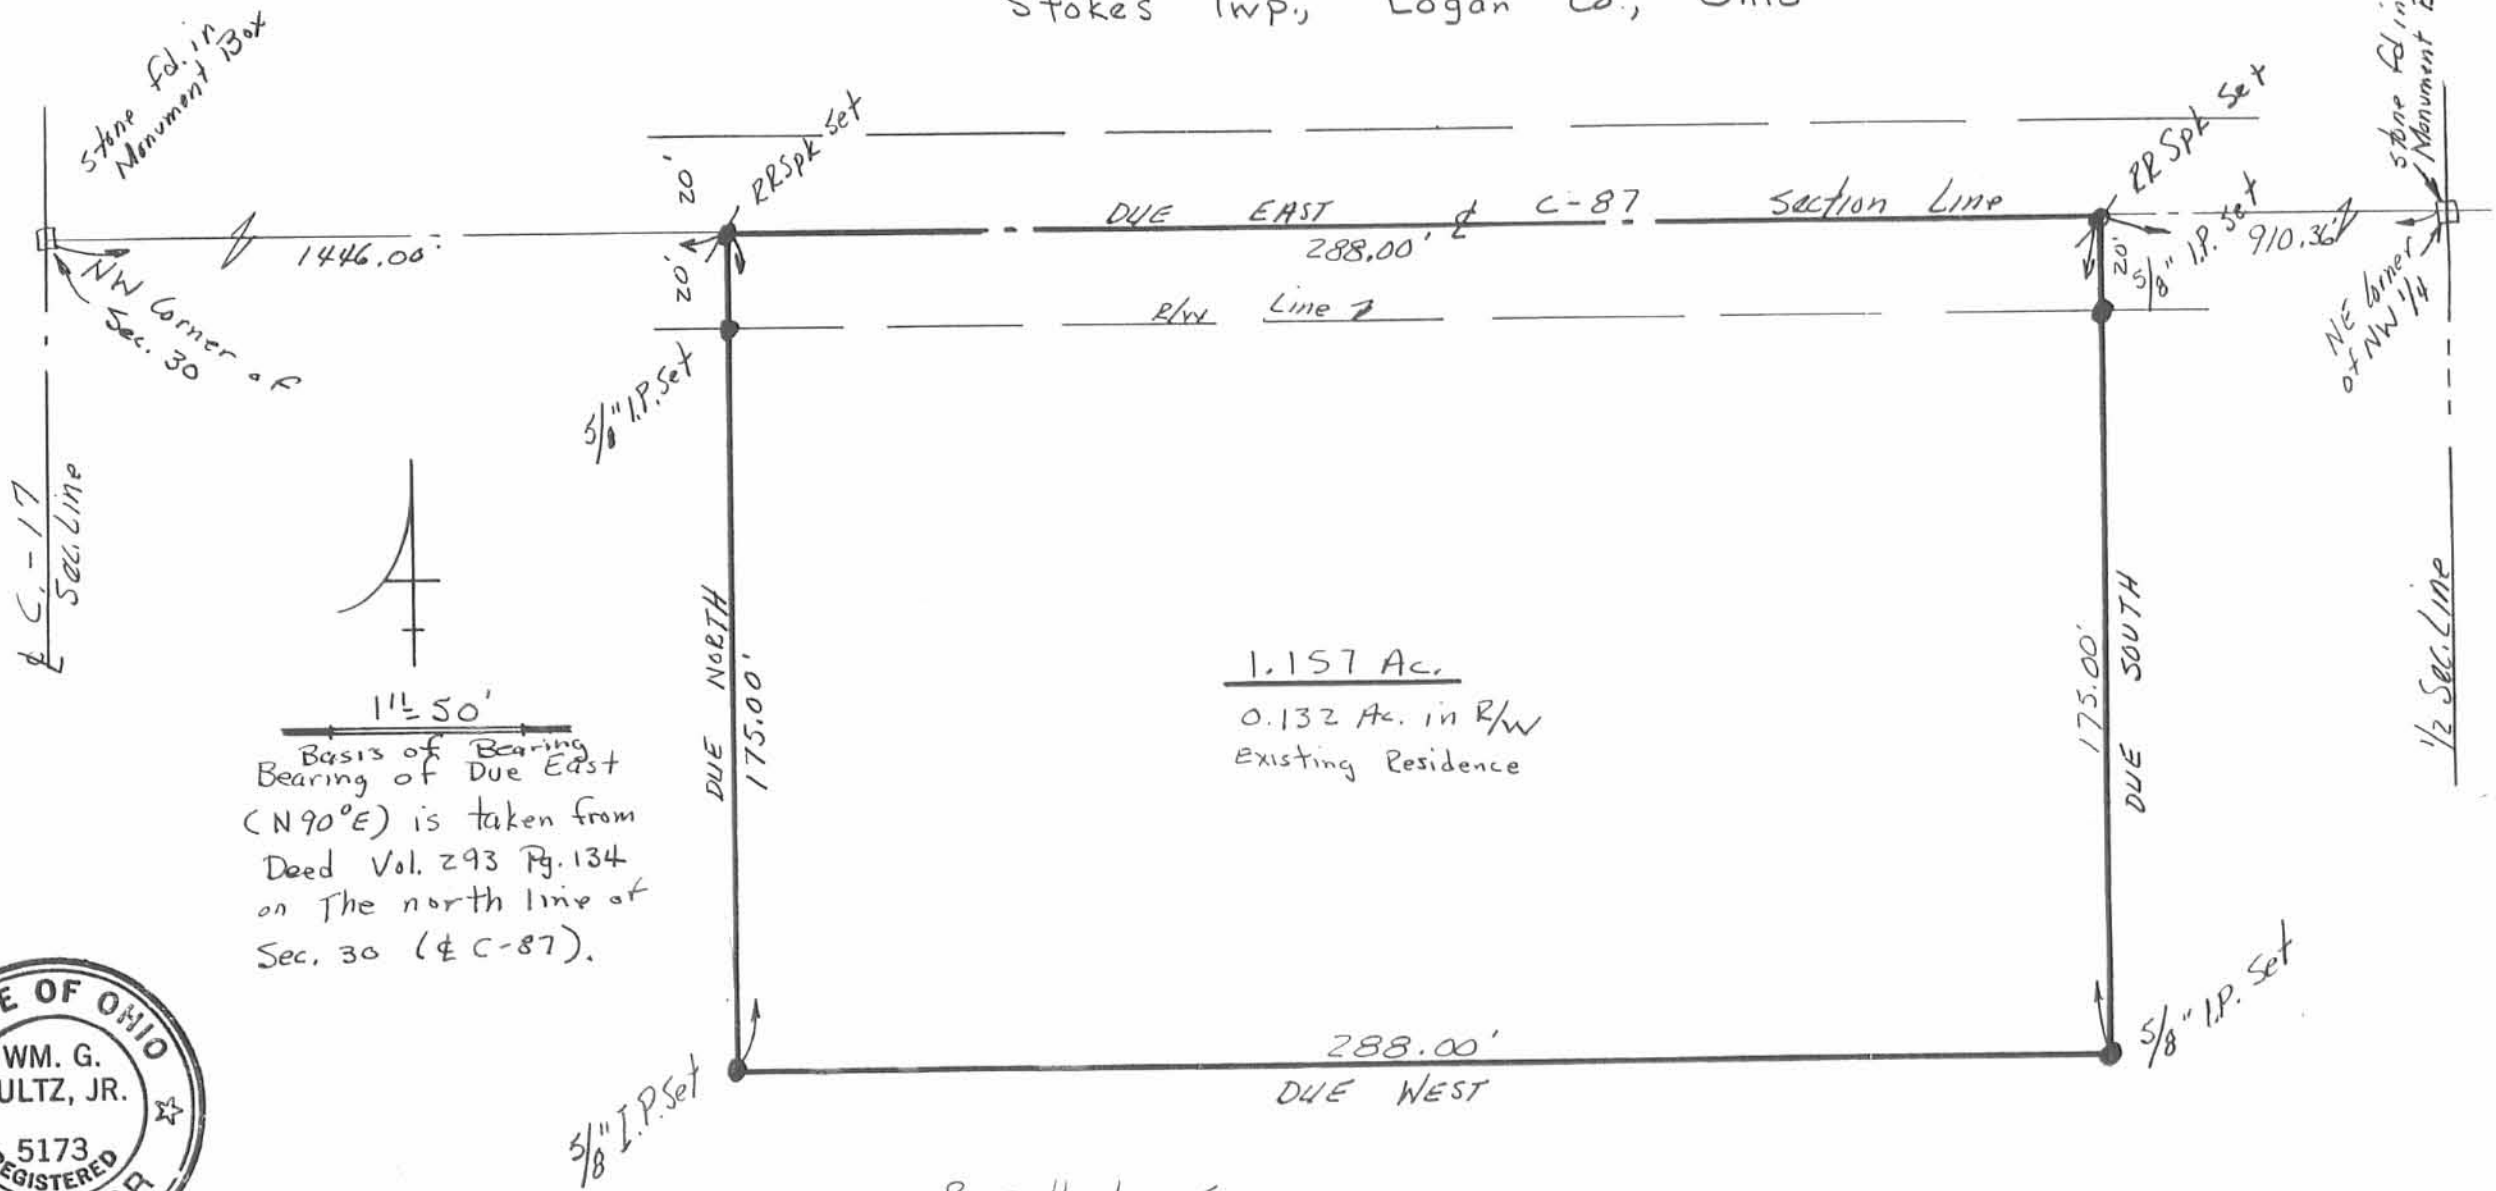 Stokes Twp., Logan Co., Ohio
Stone fd. in
Monument Box
Stone fd in
Monument
RRSpk set
RR Spk Set
20'
20'
DUE EAST ℄ C-87 Section Line
1446.00'
288.00'
910.36'
20'
5/8" I.P. Set
NW Corner of
Sec. 30
NE Corner
of NW 1/4
R/W Line
5/8" I.P. Set
℄ C.-17
Sec. Line
1"=50'
Basis of Bearing
Bearing of Due East
(N90°E) is taken from
Deed Vol. 293 Pg. 134
on The north line of
Sec. 30 (℄ C-87).
DUE NORTH
175.00'
1.157 Ac.
0.132 Ac. in R/W
Existing Residence
175.00'
DUE SOUTH
1/2 Sec. Line
288.00'
DUE WEST
5/8" I.P. Set
5/8" I.P. Set
E OF OHIO
WM. G.
ULTZ, JR.
5173
EGISTERED